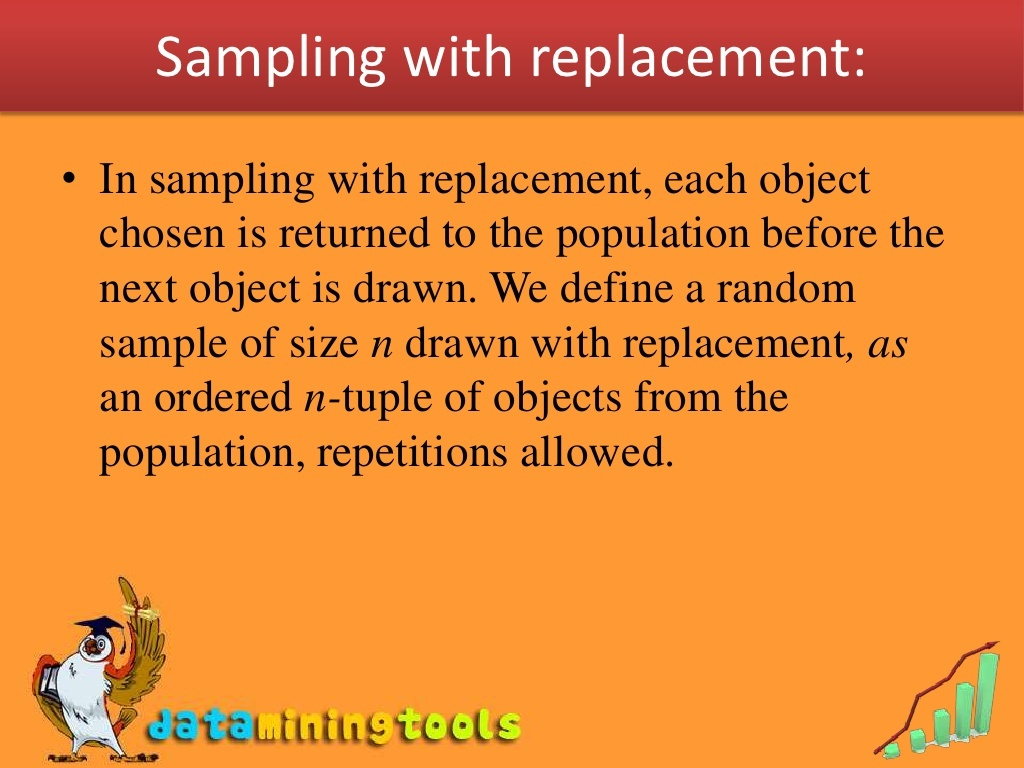 Sampling with replacement:
• In sampling with replacement, each object
chosen is returned to the population before the
next object is drawn. We define a random
sample of size n drawn with replacement, as
an ordered n-tuple of objects from the
population, repetitions allowed.
dataminingtools